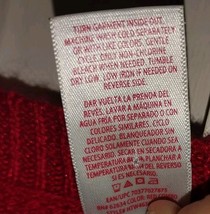 TURN GARMENT INSIDE OUT.
MACHINE WASH COLD SEPARATELY
OR WITH LIKE COLORS, GENTLE
CYCLE. ONLY NON-CHLORINE
BLEACH WHEN NEEDED. TUMBLE
DRY LOW. LOW IRON IF NEEDED ON
REVERSE SIDE.
DAR VUELTA LA PRENDA DEL
REVÉS. LAVAR A MÁQUINA EN
AGUA FRÍA POR SEPARADO O CON
COLORES SIMILARES, CICLO
DELICADO. BLANQUEADOR SIN
CLORO SOLAMENTE CUANDO SEA
NECESARIO. SECAR EN SECADORA A
TEMPERATURA BAJA. PLANCHAR A
TEMPERATURA BAJA EN REVERSO
SI ES NECESARIO.